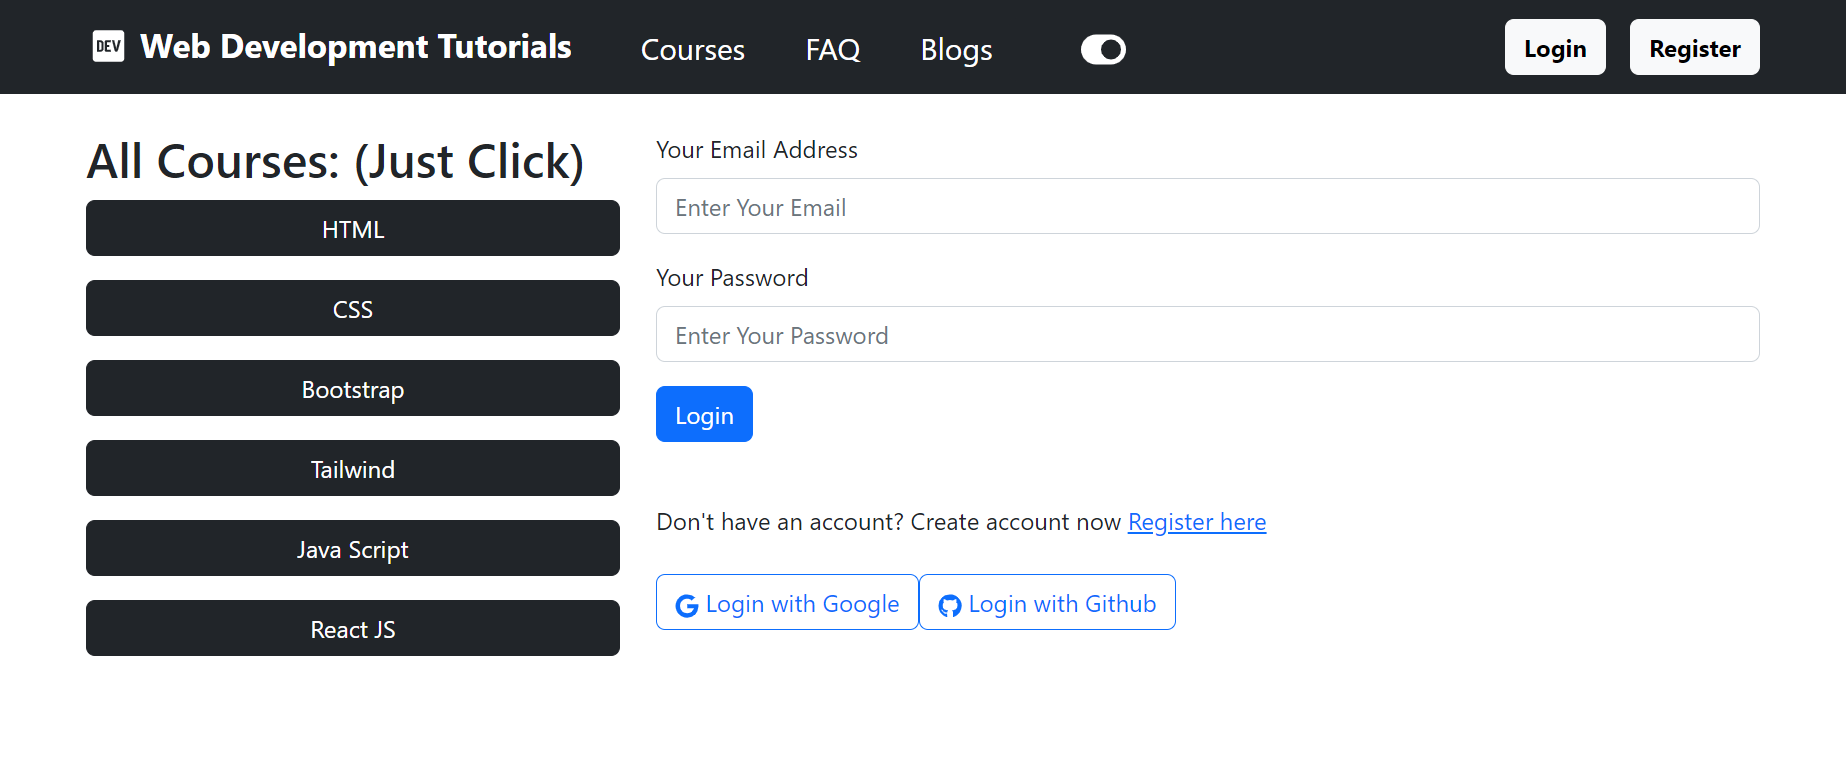 DEV Web Development Tutorials Courses FAQ Blogs Login Register
All Courses: (Just Click)
HTML
CSS
Bootstrap
Tailwind
Java Script
React JS
Your Email Address
Enter Your Email
Your Password
Enter Your Password
Login
Don't have an account? Create account now Register here
Login with Google Login with Github